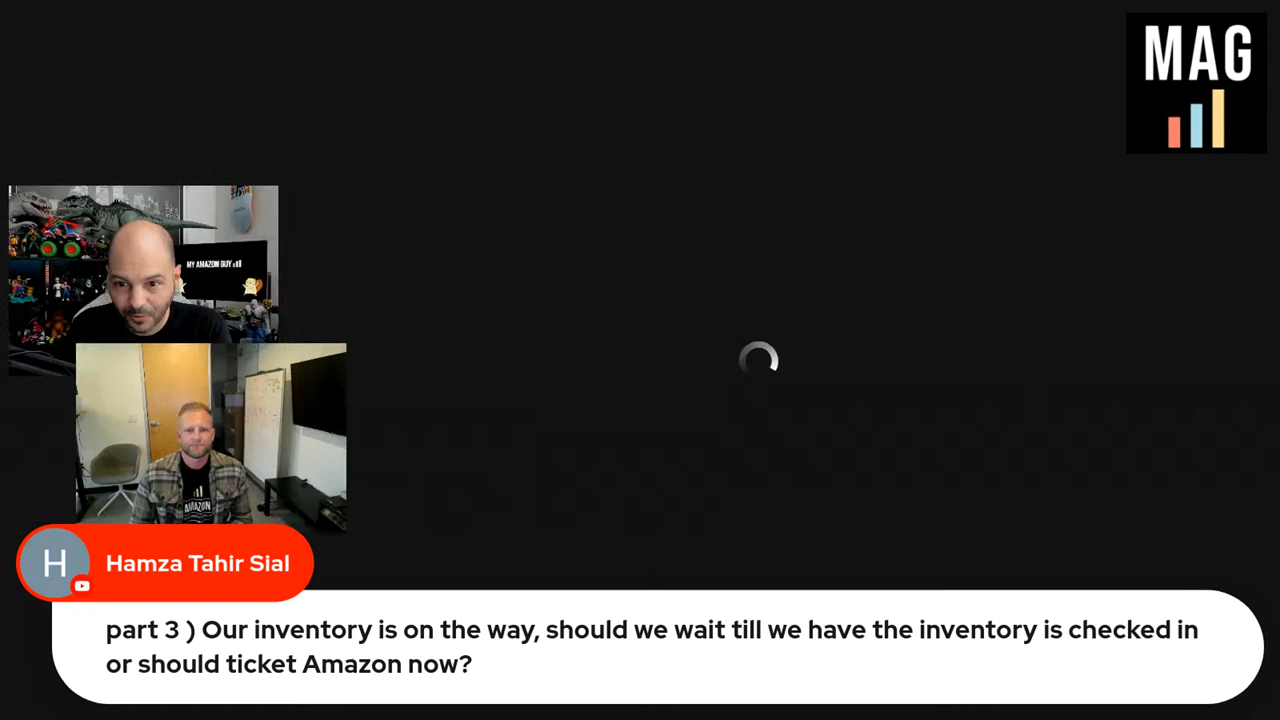 MAG
MY AMAZON GUY
AMAZON
H
Hamza Tahir Sial
part 3 ) Our inventory is on the way, should we wait till we have the inventory is checked in
or should ticket Amazon now?